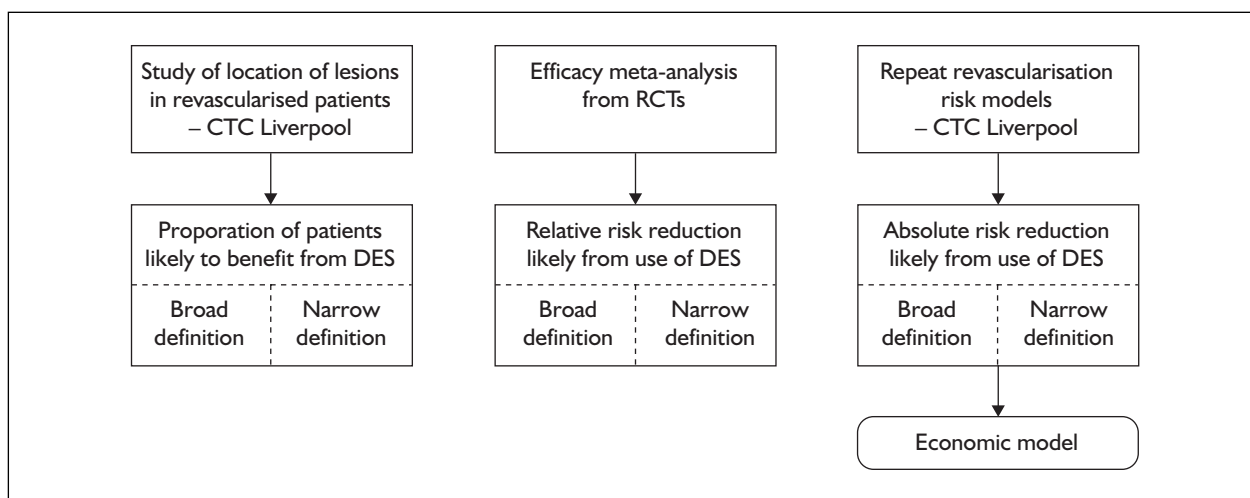 Study of location of lesions
in revascularised patients
– CTC Liverpool
Efficacy meta-analysis
from RCTs
Repeat revascularisation
risk models
– CTC Liverpool
Proporation of patients
likely to benefit from DES
Broad
definition
Narrow
definition
Relative risk reduction
likely from use of DES
Broad
definition
Narrow
definition
Absolute risk reduction
likely from use of DES
Broad
definition
Narrow
definition
Economic model